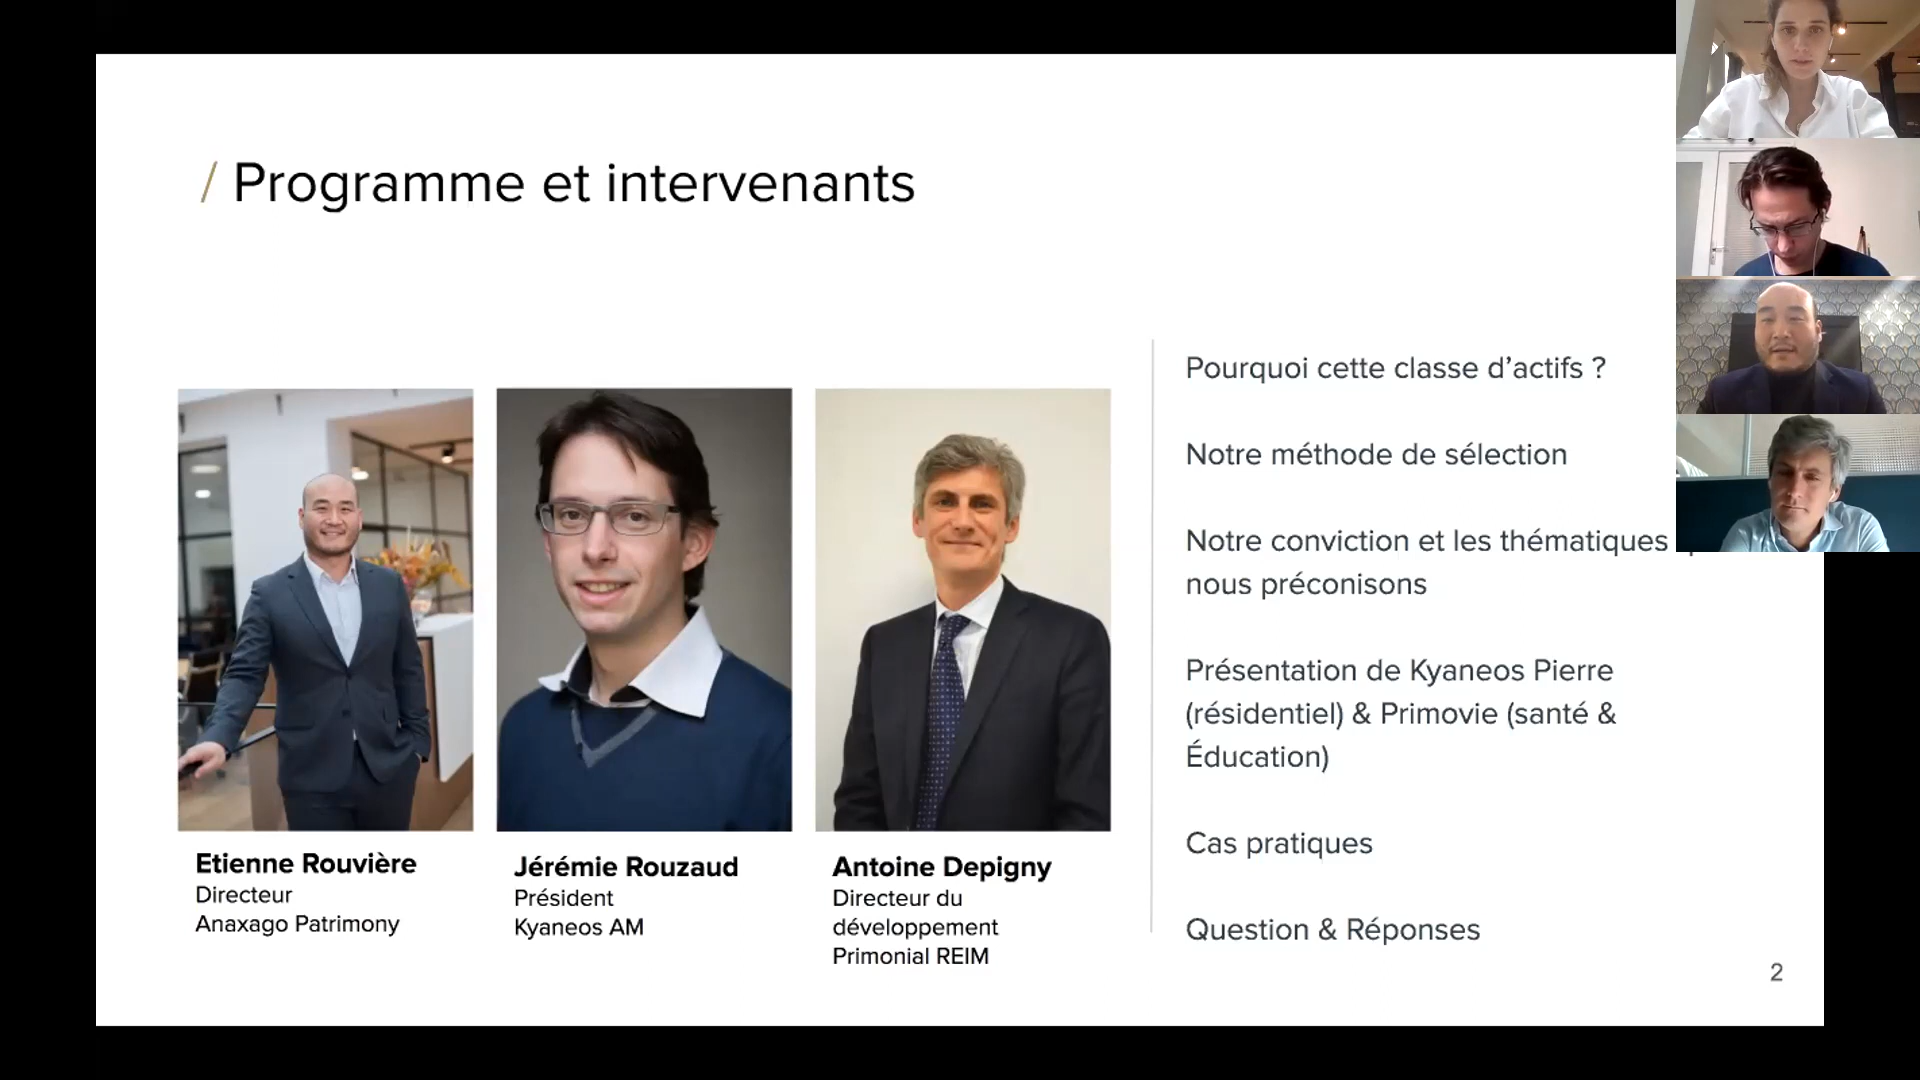 / Programme et intervenants
Etienne Rouvière
Directeur
Anaxago Patrimony
Jérémie Rouzaud
Président
Kyaneos AM
Antoine Depigny
Directeur du
développement
Primonial REIM
Pourquoi cette classe d’actifs ?
Notre méthode de sélection
Notre conviction et les thématiques
nous préconisons
Présentation de Kyaneos Pierre
(résidentiel) & Primovie (santé &
Éducation)
Cas pratiques
Question & Réponses
2